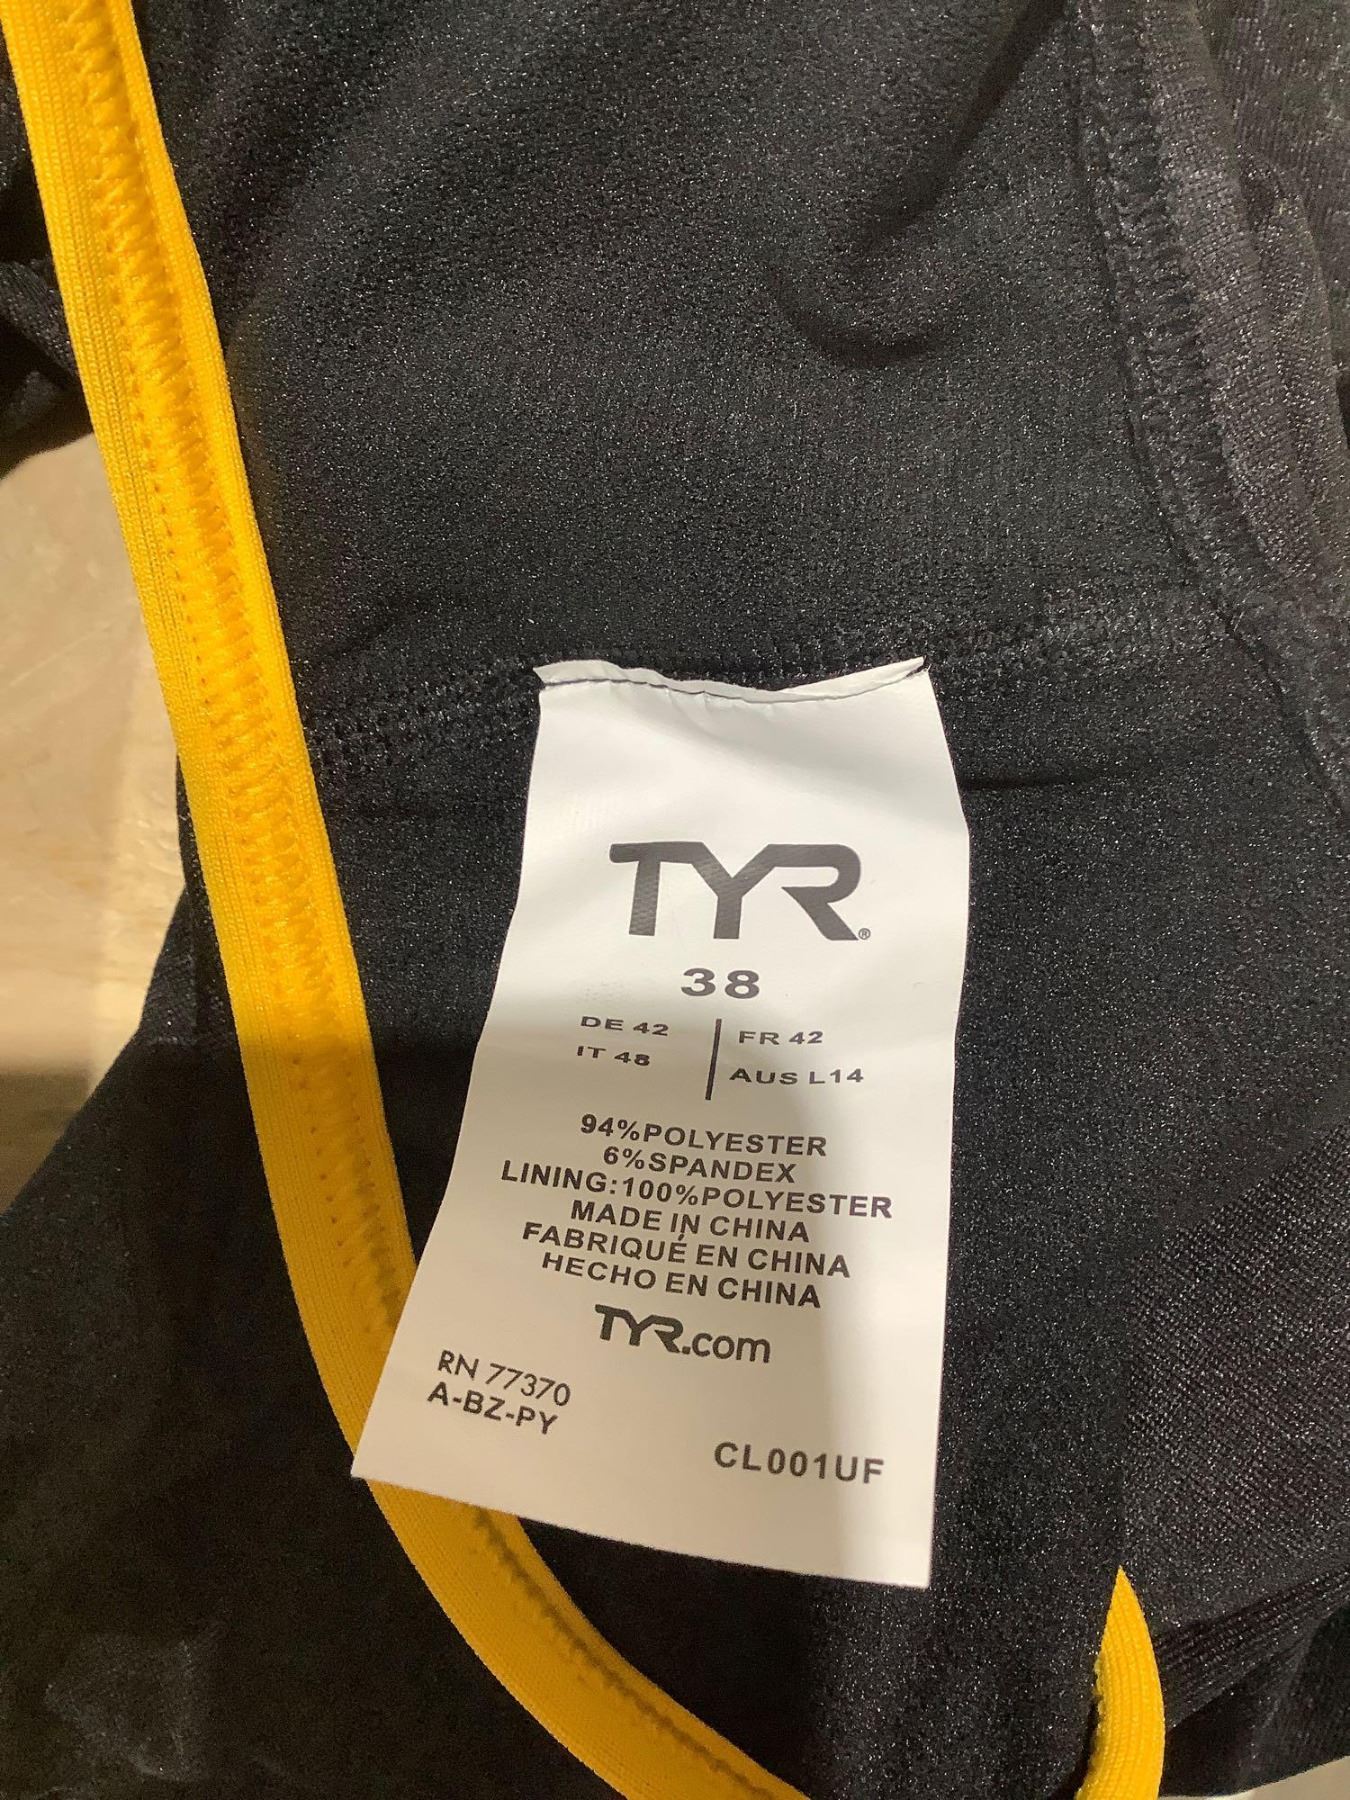 TYR®
38
DE 42 | FR 42
IT 48 | AUS L14
94%POLYESTER
6%SPANDEX
LINING:100%POLYESTER
MADE IN CHINA
FABRIQUÉ EN CHINA
HECHO EN CHINA
TYR.com
RN 77370
A-BZ-PY
CL001UF